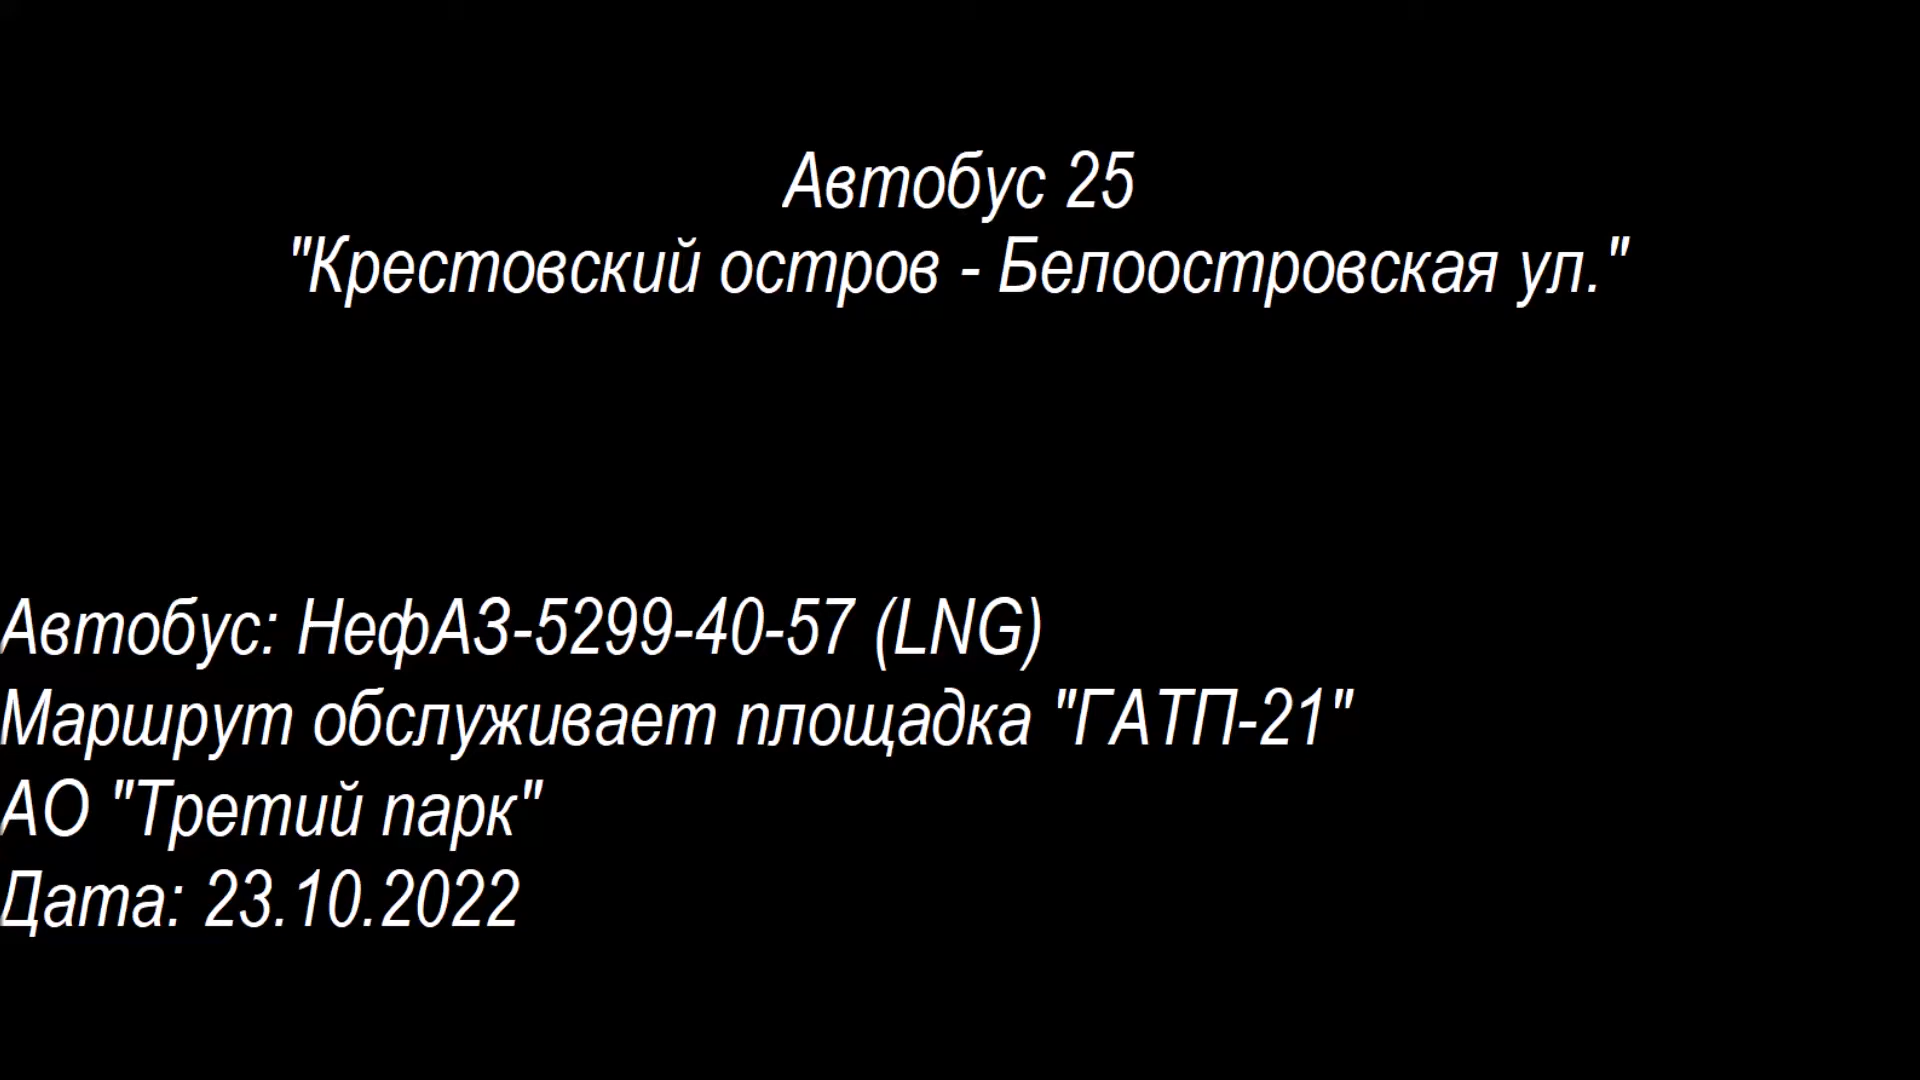 Автобус 25
"Крестовский остров - Белоостровская ул."
Автобус: НефАЗ-5299-40-57 (LNG)
Маршрут обслуживает площадка "ГАТП-21"
АО "Третий парк"
Дата: 23.10.2022